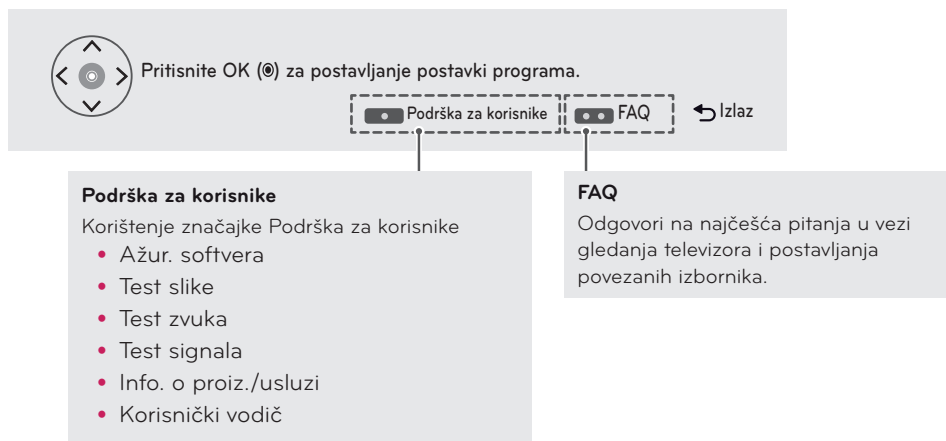 Pritisnite OK (◉) za postavljanje postavki programa.
Podrška za korisnike FAQ Izlaz
Podrška za korisnike
Korištenje značajke Podrška za korisnike
• Ažur. softvera
• Test slike
• Test zvuka
• Test signala
• Info. o proiz./usluzi
• Korisnički vodič
FAQ
Odgovori na najčešća pitanja u vezi
gledanja televizora i postavljanja
povezanih izbornika.